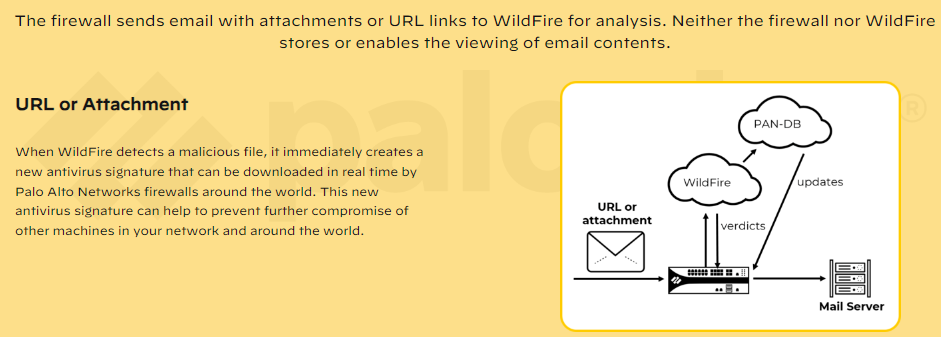 The firewall sends email with attachments or URL links to WildFire for analysis. Neither the firewall nor WildFire
stores or enables the viewing of email contents.
URL or Attachment
When WildFire detects a malicious file, it immediately creates a
new antivirus signature that can be downloaded in real time by
Palo Alto Networks firewalls around the world. This new
antivirus signature can help to prevent further compromise of
other machines in your network and around the world.
PAN-DB
WildFire
updates
URL or
attachment
verdicts
Mail Server
palo
®